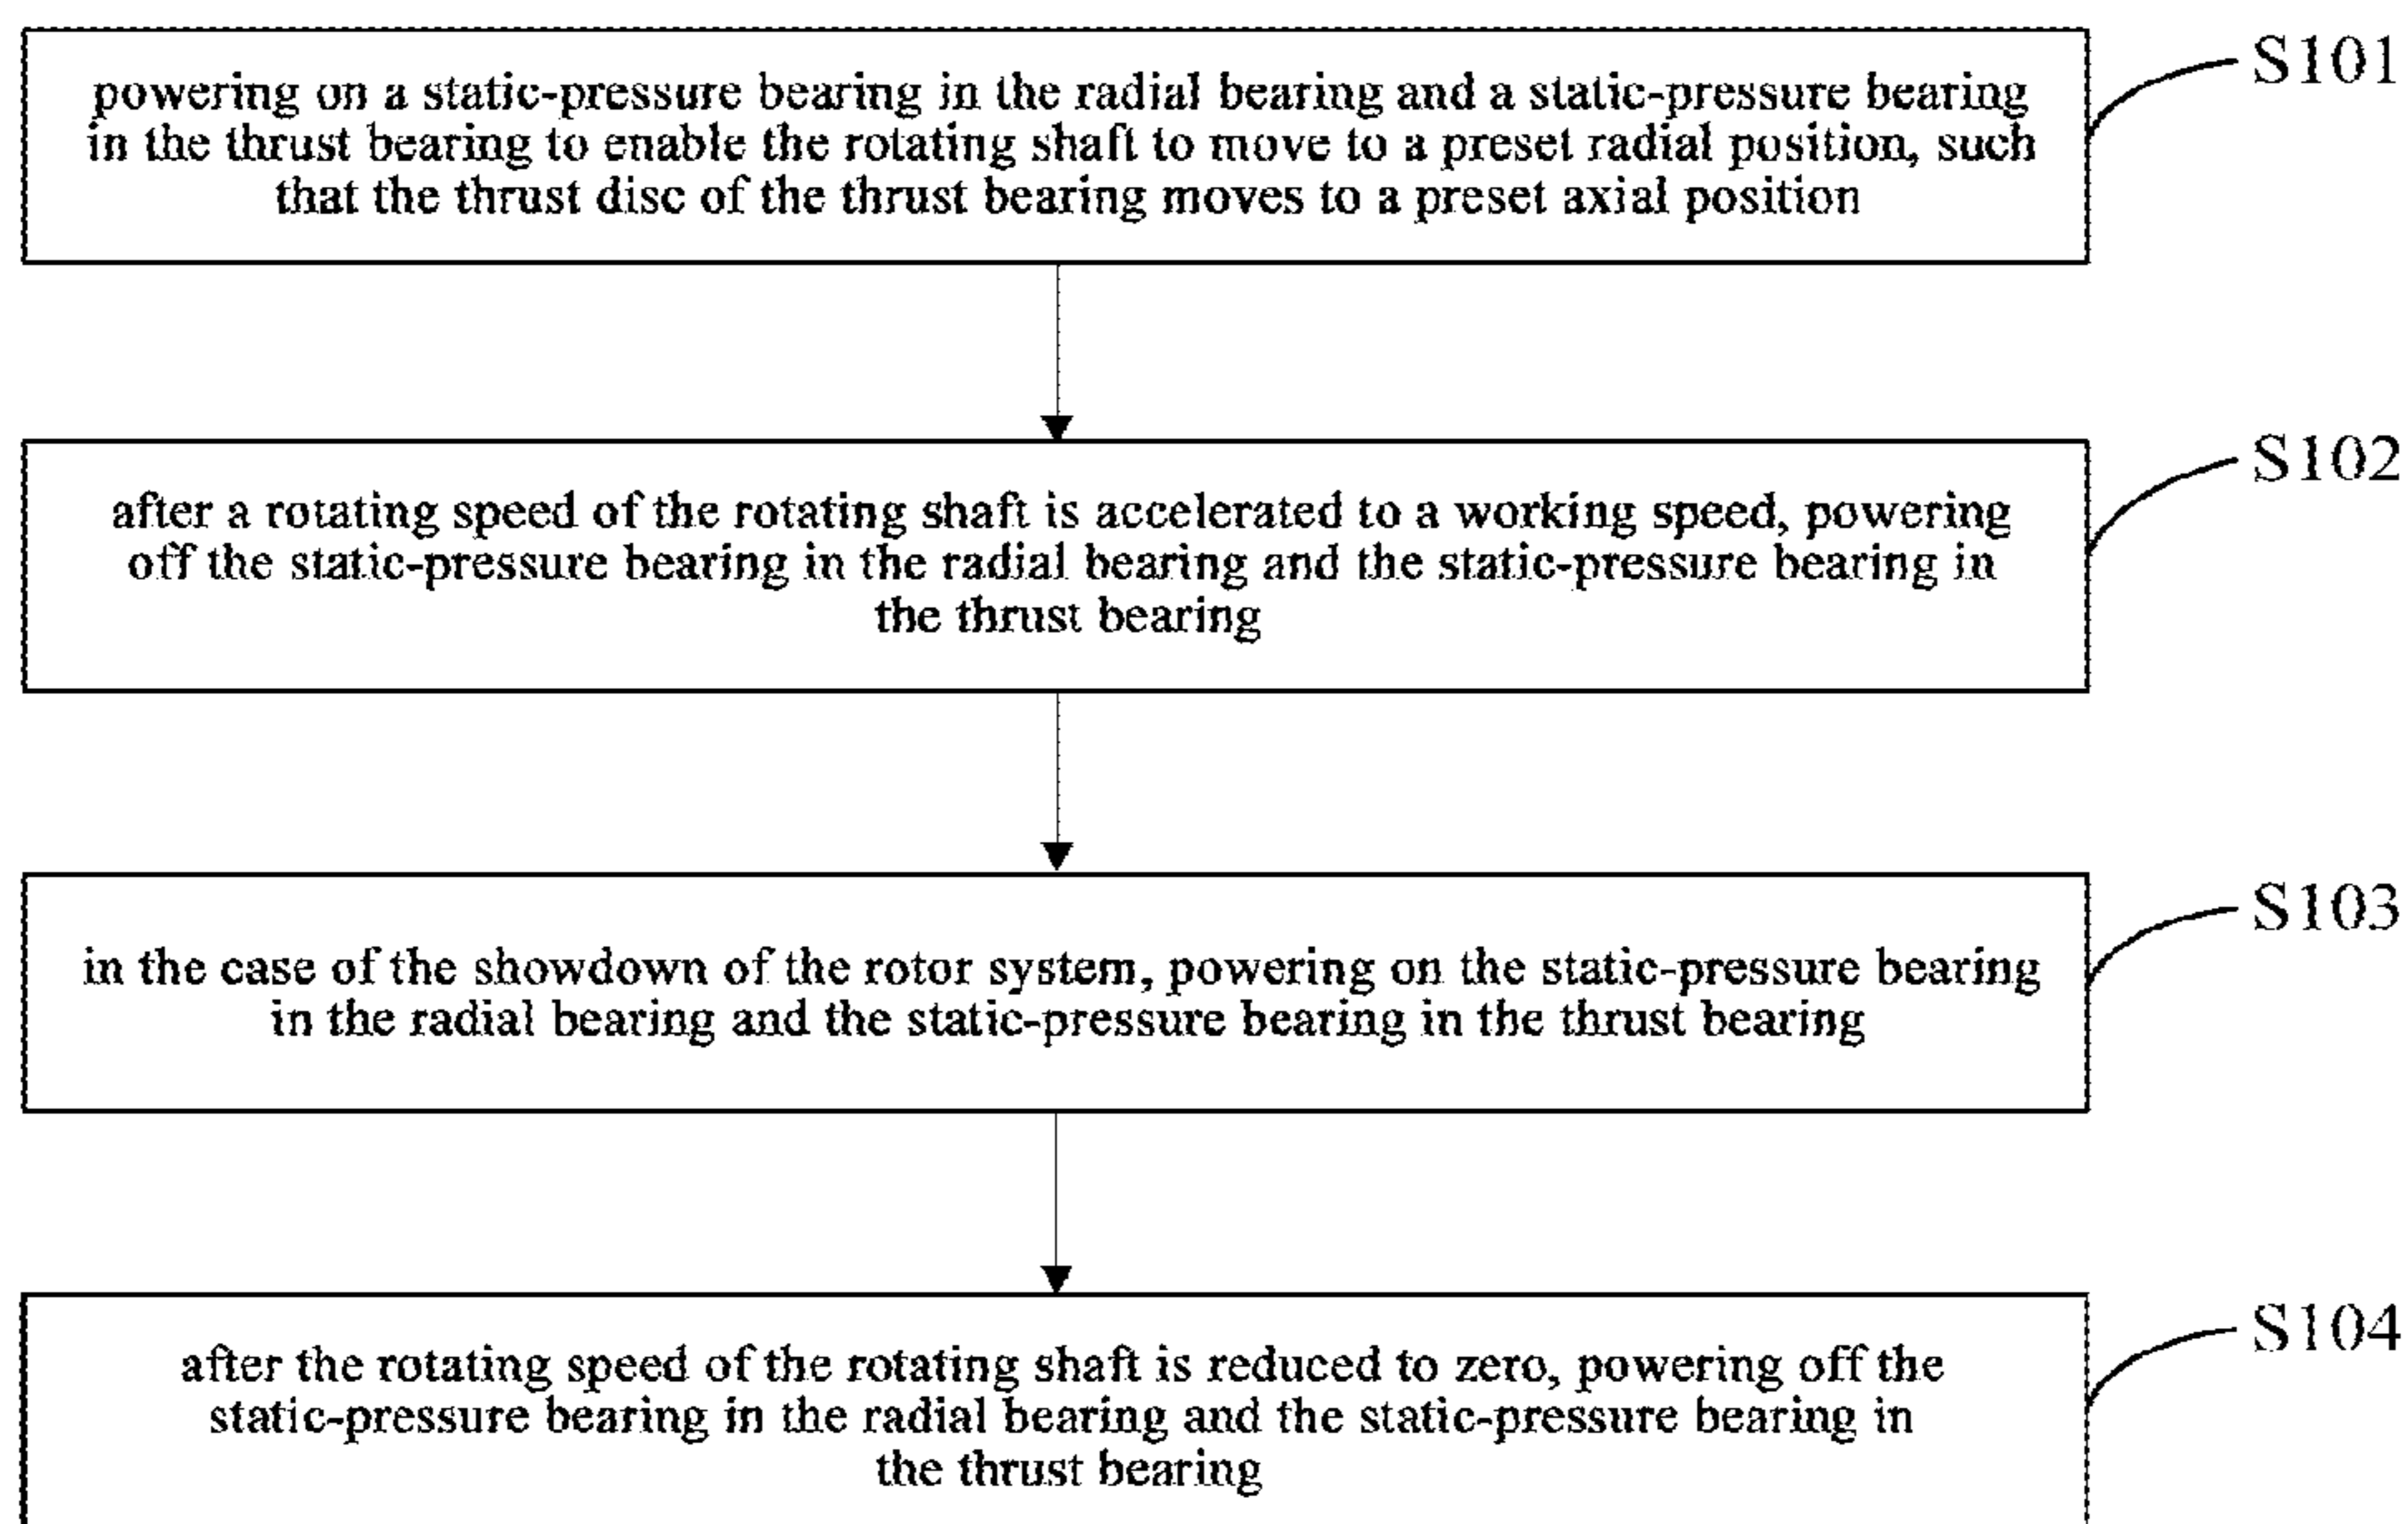 powering on a static-pressure bearing in the radial bearing and a static-pressure bearing
in the thrust bearing to enable the rotating shaft to move to a preset radial position, such
that the thrust disc of the thrust bearing moves to a preset axial position
S101
after a rotating speed of the rotating shaft is accelerated to a working speed, powering
off the static-pressure bearing in the radial bearing and the static-pressure bearing in
the thrust bearing
S102
in the case of the showdown of the rotor system, powering on the static-pressure bearing
in the radial bearing and the static-pressure bearing in the thrust bearing
S103
after the rotating speed of the rotating shaft is reduced to zero, powering off the
static-pressure bearing in the radial bearing and the static-pressure bearing in
the thrust bearing
S104